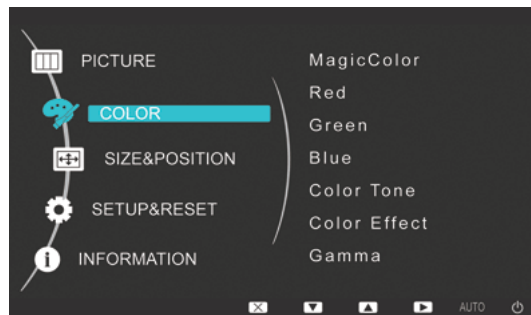 PICTURE
COLOR
SIZE&POSITION
SETUP&RESET
INFORMATION
MagicColor
Red
Green
Blue
Color Tone
Color Effect
Gamma
AUTO